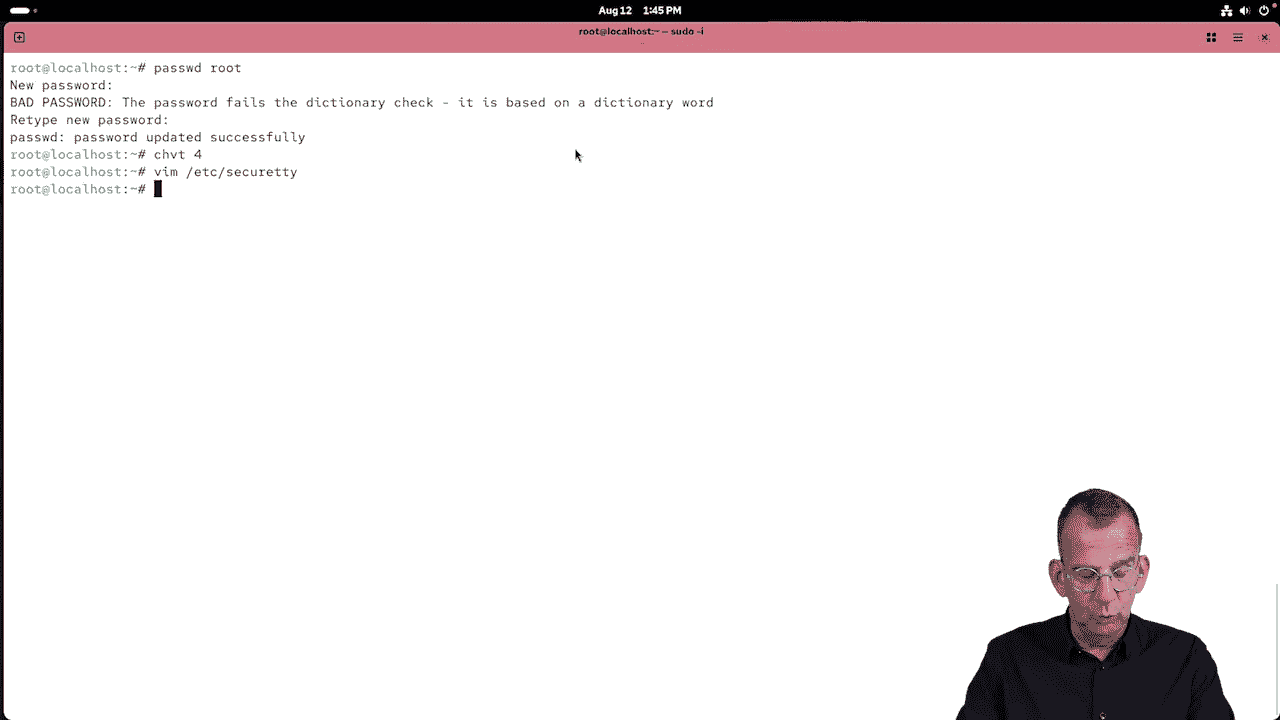 Aug 12 1:45 PM
root@localhost:~ — sudo -i
root@localhost:~# passwd root
New password:
BAD PASSWORD: The password fails the dictionary check - it is based on a dictionary word
Retype new password:
passwd: password updated successfully
root@localhost:~# chvt 4
root@localhost:~# vim /etc/securetty
root@localhost:~#